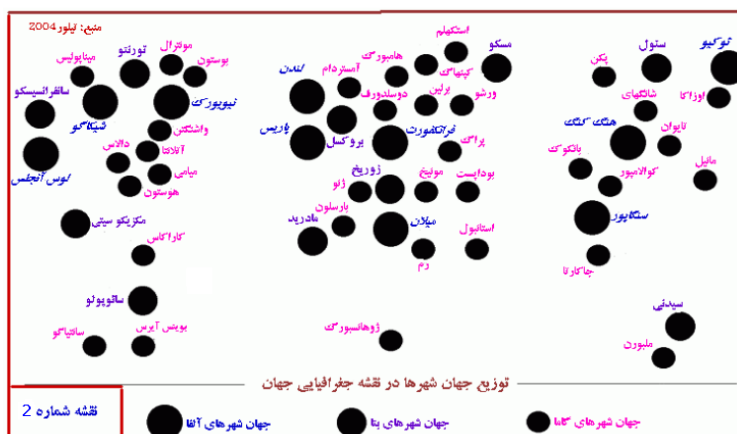 منبع: تیلور2004
تورنتو
مونترال
بوستون
میناپولیس
سانفرانسیسکو
شیکاگو
نیویورک
واشنگتن
آتلانتا
دالاس
میامی
هوستون
لوس آنجلس
مکزیکو سیتی
کاراکاس
سائوپولو
بوینس آیرس
سانتیاگو
استکهلم
هامبورگ
کپنهاگ
مسکو
لندن
آمستردام
دوسلدورف
برلین
ورشو
پاریس
بروکسل
فرانکفورت
پراگ
زوریخ
ژنو
مونیخ
بوداپست
بارسلون
مادرید
میلان
رم
استانبول
ژوهانسبورگ
توکیو
سئول
پکن
اوزاکا
شانگهای
هنگ کنگ
تایوان
بانکوک
کوالامپور
مانیل
سنگاپور
جاکارتا
سیدنی
ملبورن
توزیع جهان شهرها در نقشه جغرافیایی جهان
نقشه شماره 2
جهان شهرهای آلفا
جهان شهرهای بتا
جهان شهرهای گاما